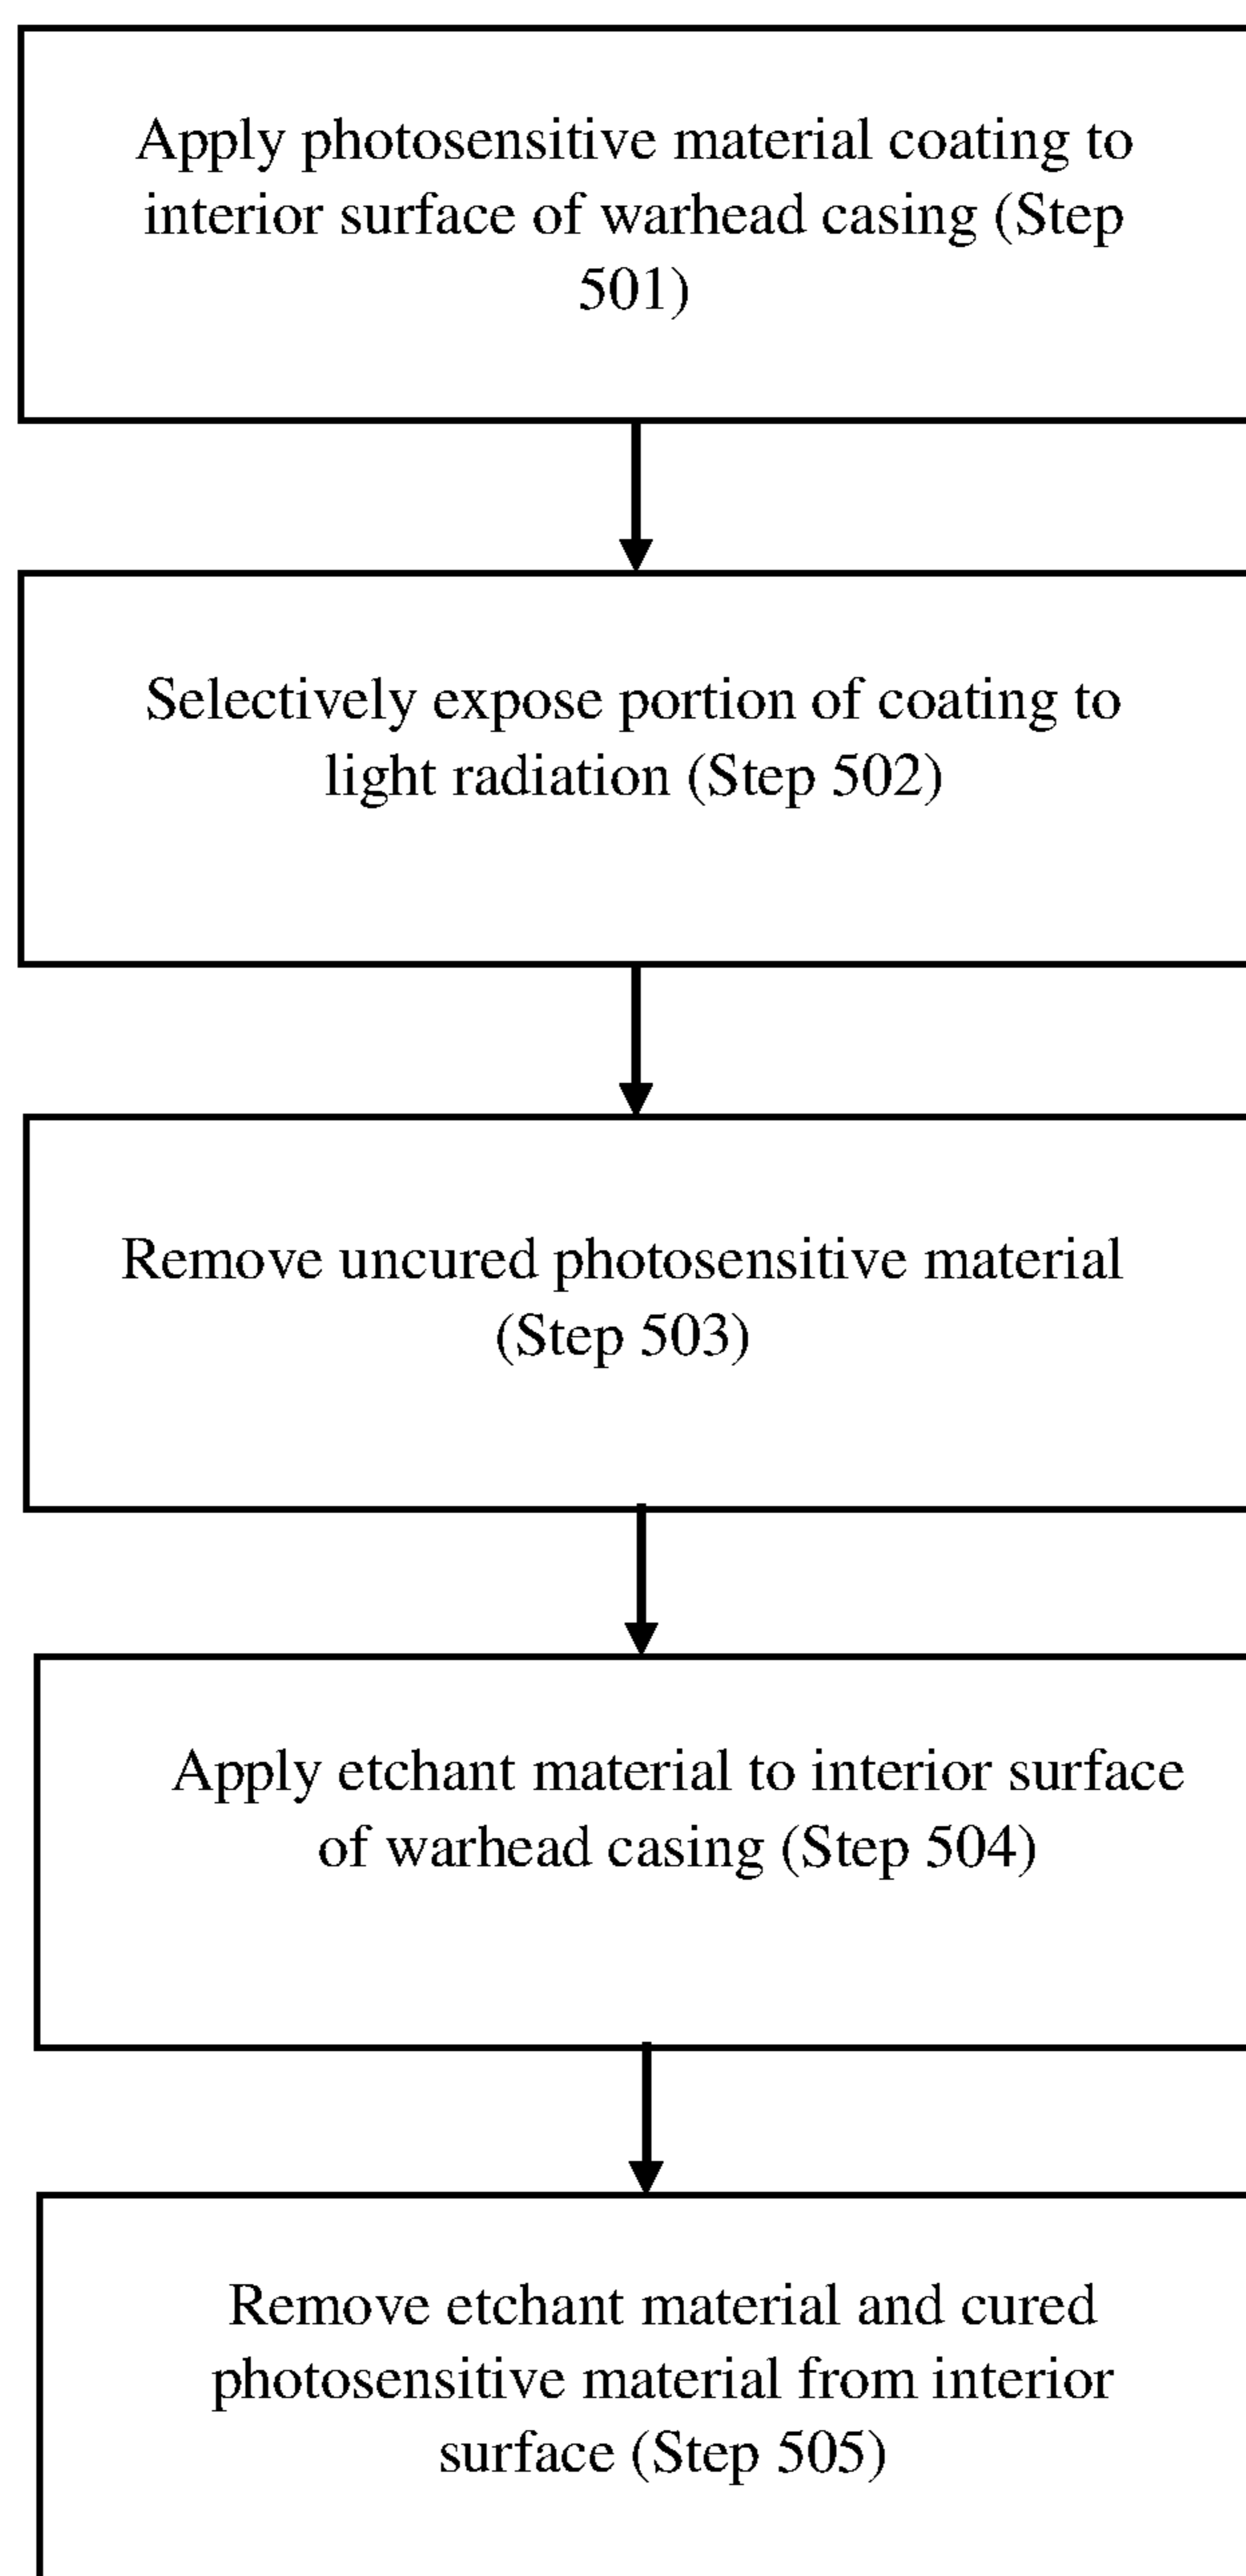 Apply photosensitive material coating to
interior surface of warhead casing (Step
501)
Selectively expose portion of coating to
light radiation (Step 502)
Remove uncured photosensitive material
(Step 503)
Apply etchant material to interior surface
of warhead casing (Step 504)
Remove etchant material and cured
photosensitive material from interior
surface (Step 505)